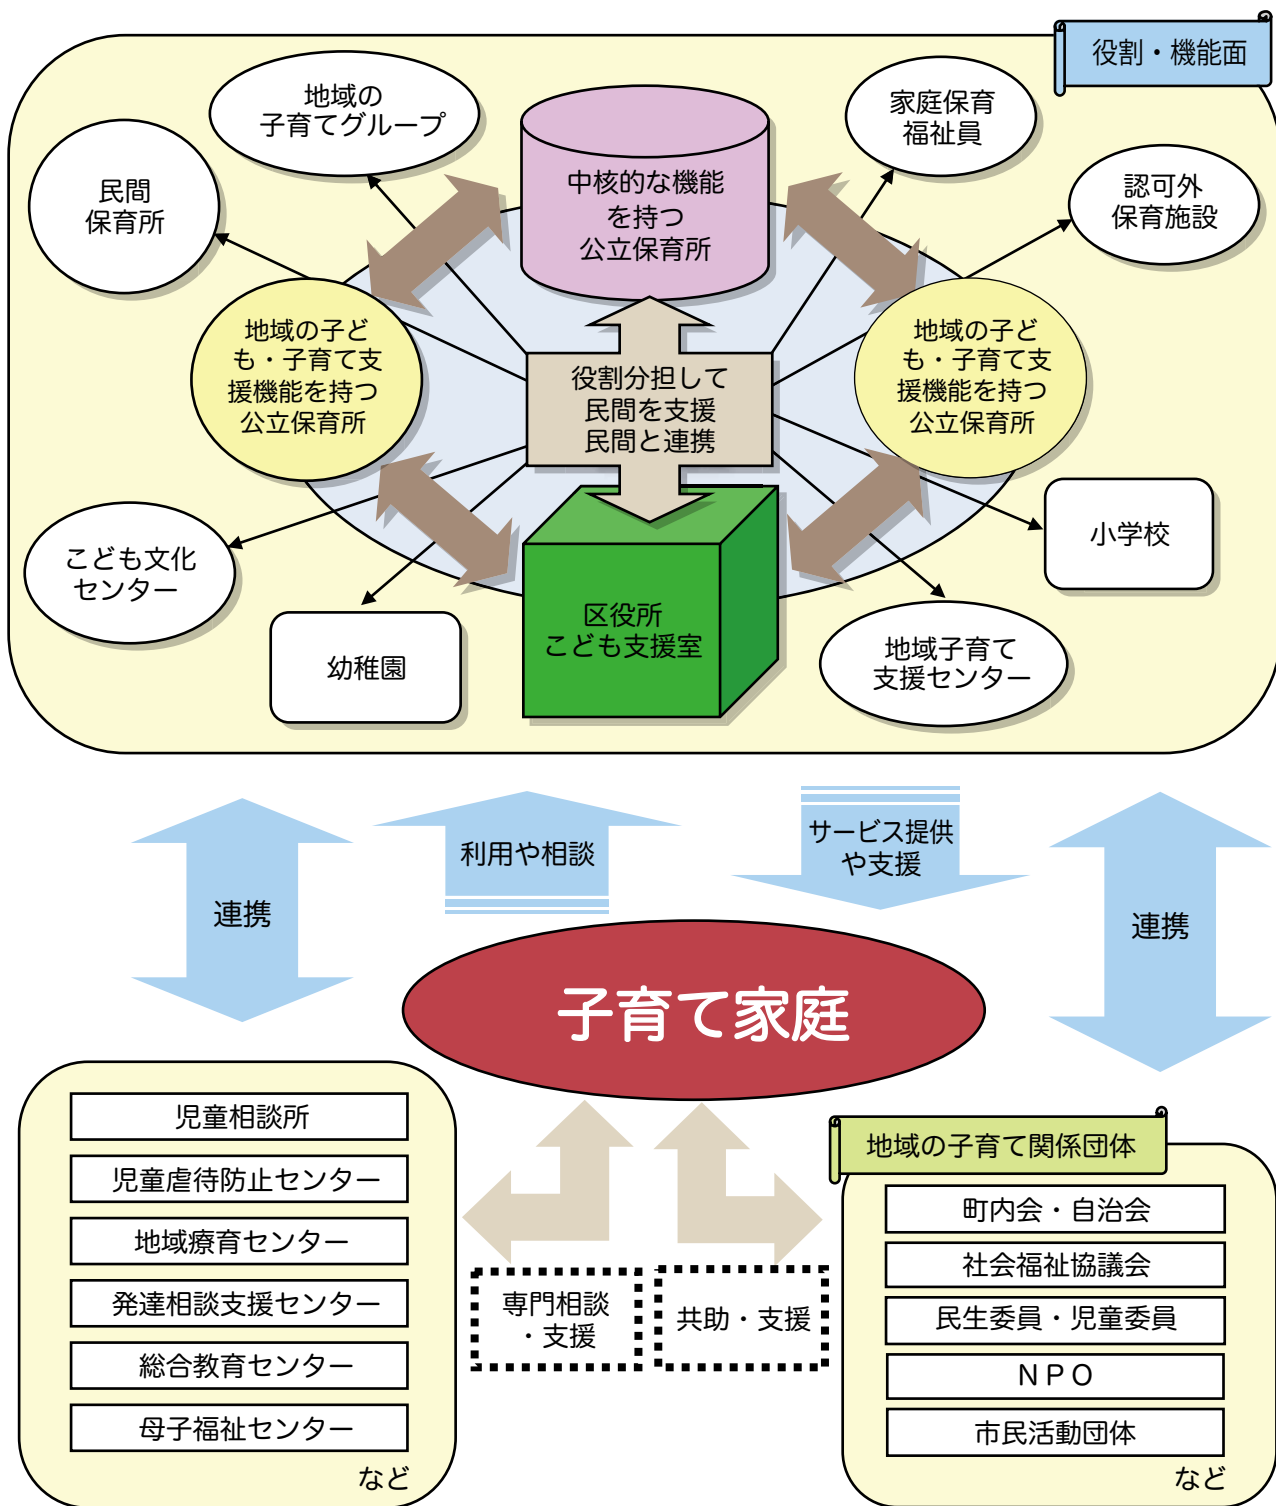 役割・機能面
地域の
子育てグループ
家庭保育
福祉員
民間
保育所
中核的な機能
を持つ
公立保育所
認可外
保育施設
地域の子ど
も・子育て支
援機能を持つ
公立保育所
役割分担して
民間を支援
民間と連携
地域の子ど
も・子育て支
援機能を持つ
公立保育所
こども文化
センター
小学校
幼稚園
区役所
こども支援室
地域子育て
支援センター
連携
利用や相談
サービス提供
や支援
連携
子育て家庭
児童相談所
児童虐待防止センター
地域療育センター
発達相談支援センター
総合教育センター
母子福祉センター
など
専門相談
・支援
共助・支援
地域の子育て関係団体
町内会・自治会
社会福祉協議会
民生委員・児童委員
ＮＰＯ
市民活動団体
など